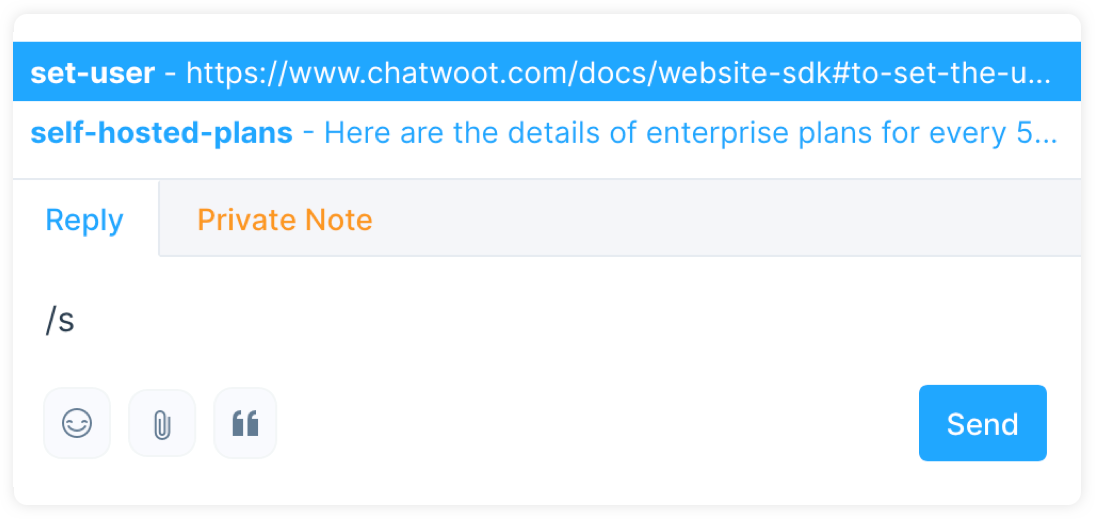 set-user - https://www.chatwoot.com/docs/website-sdk#to-set-the-u...
self-hosted-plans - Here are the details of enterprise plans for every 5...
Reply Private Note
/s
Send